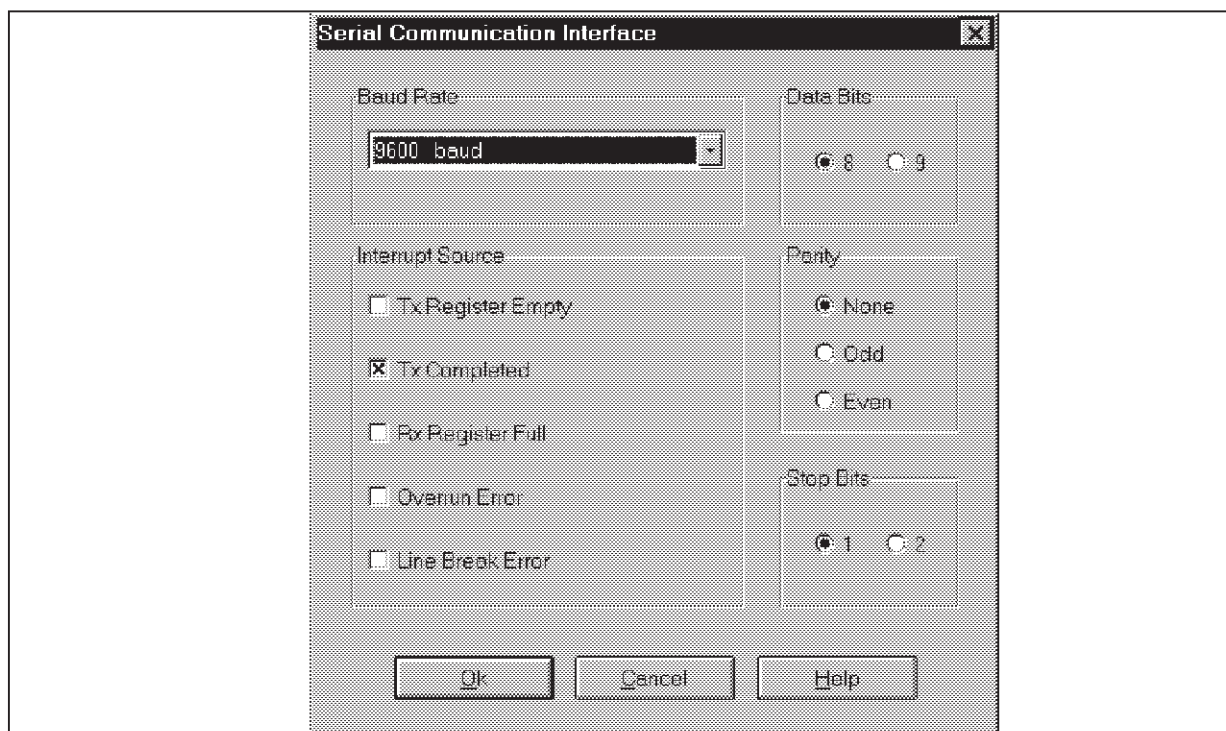 Serial Communication Interface
Baud Rate
9600 baud
Data Bits
8 9
Interrupt Source
Tx Register Empty
Tx Completed
Rx Register Full
Overrun Error
Line Break Error
Parity
None
Odd
Even
Stop Bits
1 2
Ok Cancel Help